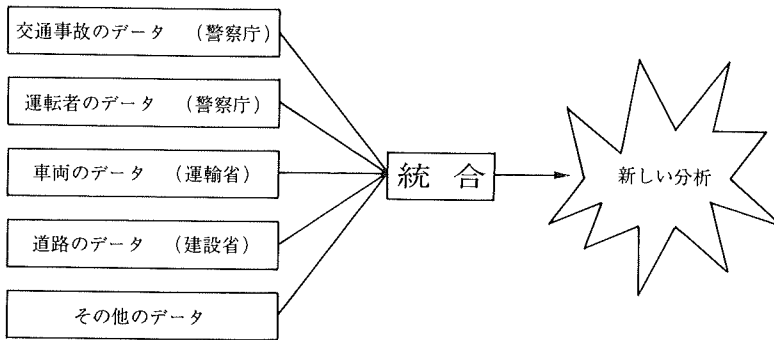 交通事故のデータ （警察庁）
運転者のデータ （警察庁）
車両のデータ （運輸省）
道路のデータ （建設省）
その他のデータ
統 合
新しい分析